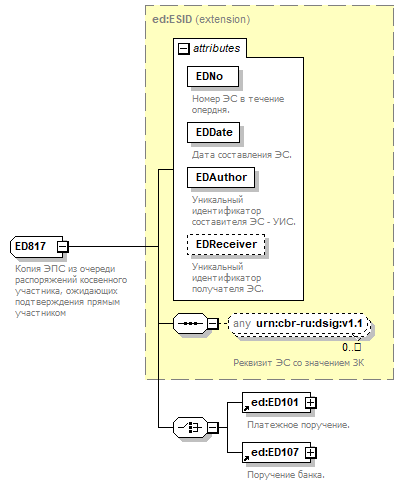 ed:ESID (extension)
attributes
EDNo
Номер ЭС в течение
опердня.
EDDate
Дата составления ЭС.
EDAuthor
Уникальный
идентификатор
составителя ЭС - УИС.
EDReceiver
Уникальный
идентификатор
получателя ЭС.
ED817
Копия ЭПС из очереди
распоряжений косвенного
участника, ожидающих
подтверждения прямым
участником
any urn:cbr-ru:dsig:v1.1
0..□
Реквизит ЭС со значением ЗК
ed:ED101
Платежное поручение.
ed:ED107
Поручение банка.